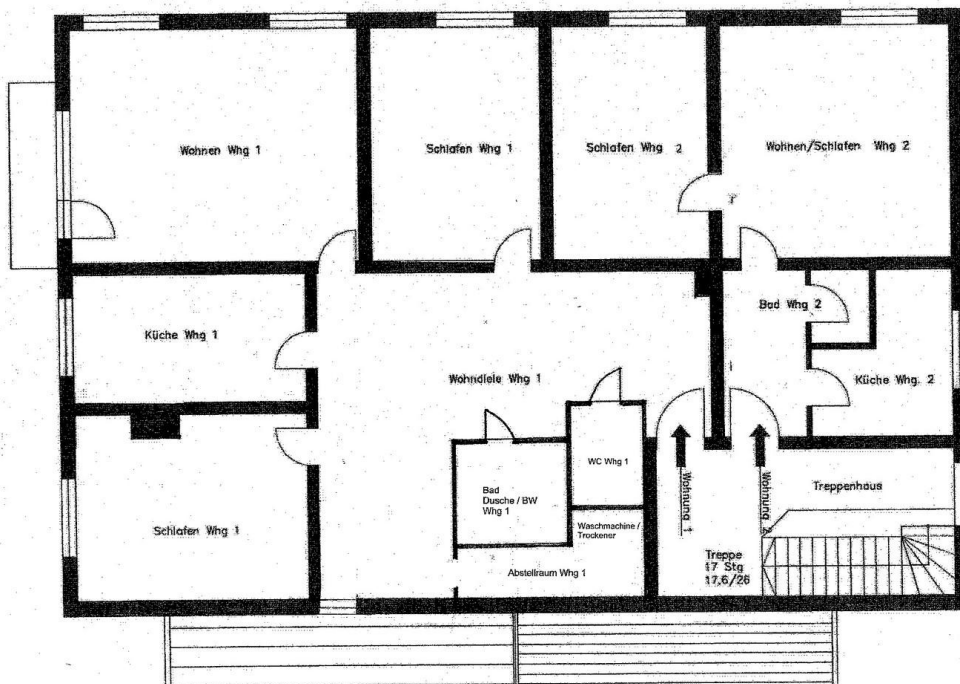 Wohnen Whg 1
Schlafen Whg 1
Schlafen Whg 2
Wohnen/Schlafen Whg 2
Küche Whg 1
Bad Whg 2
Wohndiele Whg 1
Küche Whg. 2
WC Whg 1
Bad
Dusche / BW
Whg 1
Waschmachine /
Trockener
Abstellraum Whg 1
Schlafen Whg 1
Wohnung 1
Wohnung
Treppenhaus
Treppe
17 Stg
17,6/26